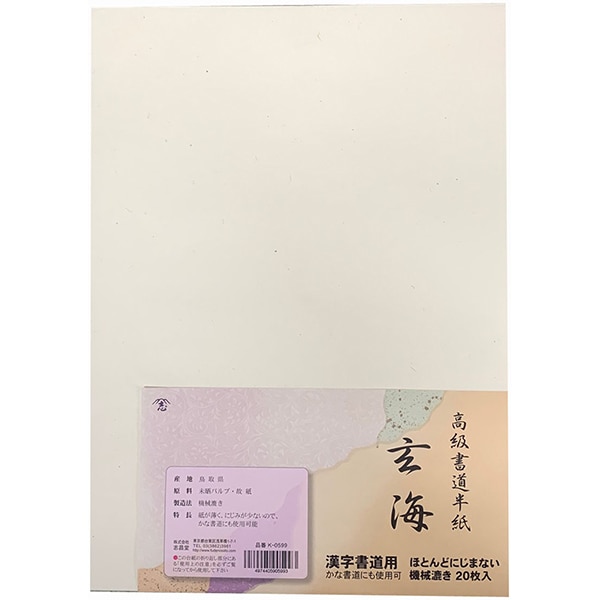 高級書道半紙
玄海
漢字書道用
かな書道にも使用可
ほとんどにじまない
機械漉き 20枚入
産地 鳥取県
原料 未晒パルプ・故紙
製造法 機械漉き
特長 紙が薄く、にじみが少ないので、
かな書道にも使用可能
品番 K-0599
株式会社
志昌堂